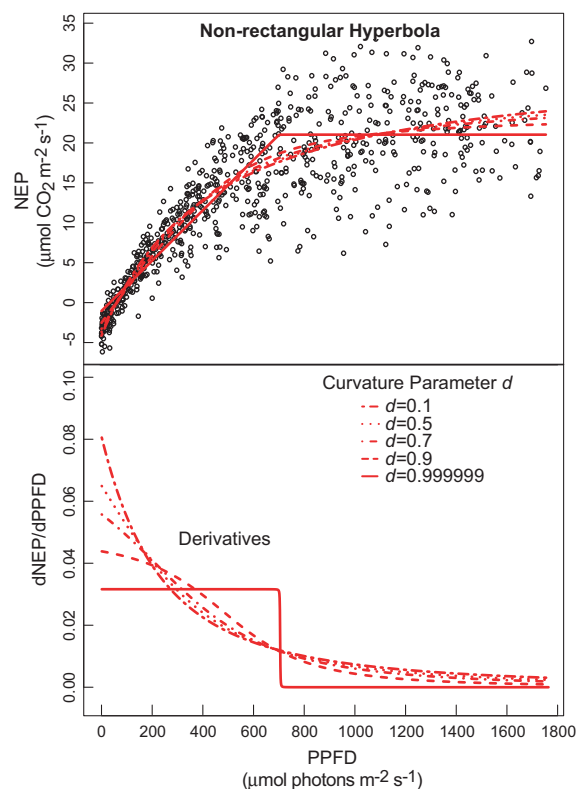 Non-rectangular Hyperbola
NEP
(μmol CO2 m-2 s-1)
35
30
25
20
15
10
5
0
-5
Curvature Parameter d
d=0.1
d=0.5
d=0.7
d=0.9
d=0.999999
Derivatives
dNEP/dPPFD
0.10
0.08
0.06
0.04
0.02
0.00
0 200 400 600 800 1000 1200 1400 1600 1800
PPFD
(μmol photons m-2 s-1)